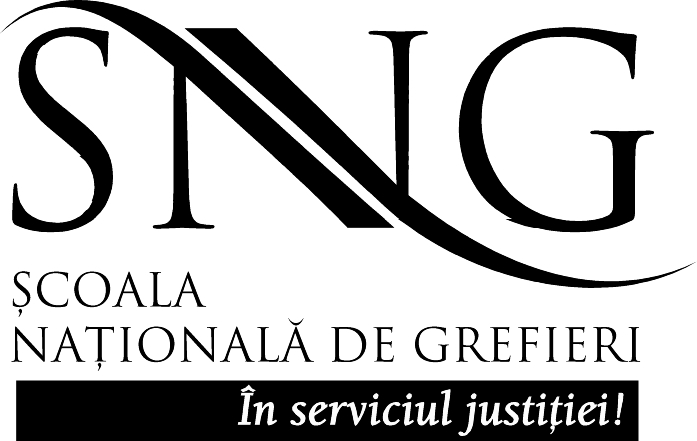 SNG
ȘCOALA
NAȚIONALĂ DE GREFIERI
În serviciul justiției!